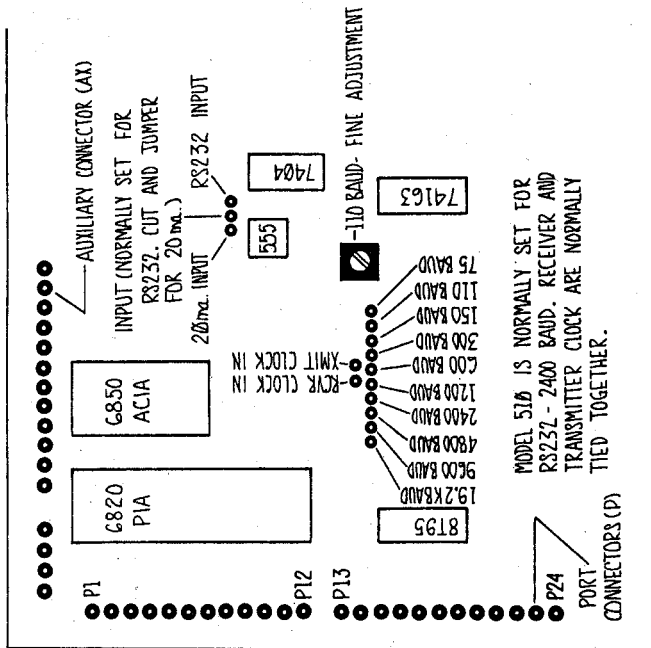 AUXILIARY CONNECTOR (AX)
INPUT (NORMALLY SET FOR
RS232. CUT AND JUMPER
FOR 20 ma.)
20ma. INPUT
RS232 INPUT
555
7404
6850
ACIA
6820
PIA
P1
P12
P13
P24
PORT
CONNECTORS (P)
RCVR CLOCK IN
XMIT CLOCK IN
-110 BAUD- FINE ADJUSTMENT
74163
75 BAUD
110 BAUD
150 BAUD
300 BAUD
600 BAUD
1200 BAUD
2400 BAUD
4800 BAUD
9600 BAUD
19.2K BAUD
8T95
MODEL 510 IS NORMALLY SET FOR
RS232 - 2400 BAUD. RECEIVER AND
TRANSMITTER CLOCK ARE NORMALLY
TIED TOGETHER.